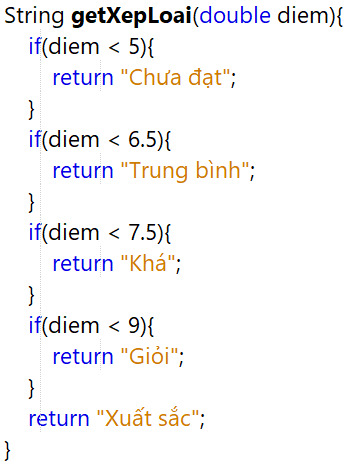 String getXepLoai(double diem){
if(diem < 5){
return "Chưa đạt";
}
if(diem < 6.5){
return "Trung bình";
}
if(diem < 7.5){
return "Khá";
}
if(diem < 9){
return "Giỏi";
}
return "Xuất sắc";
}